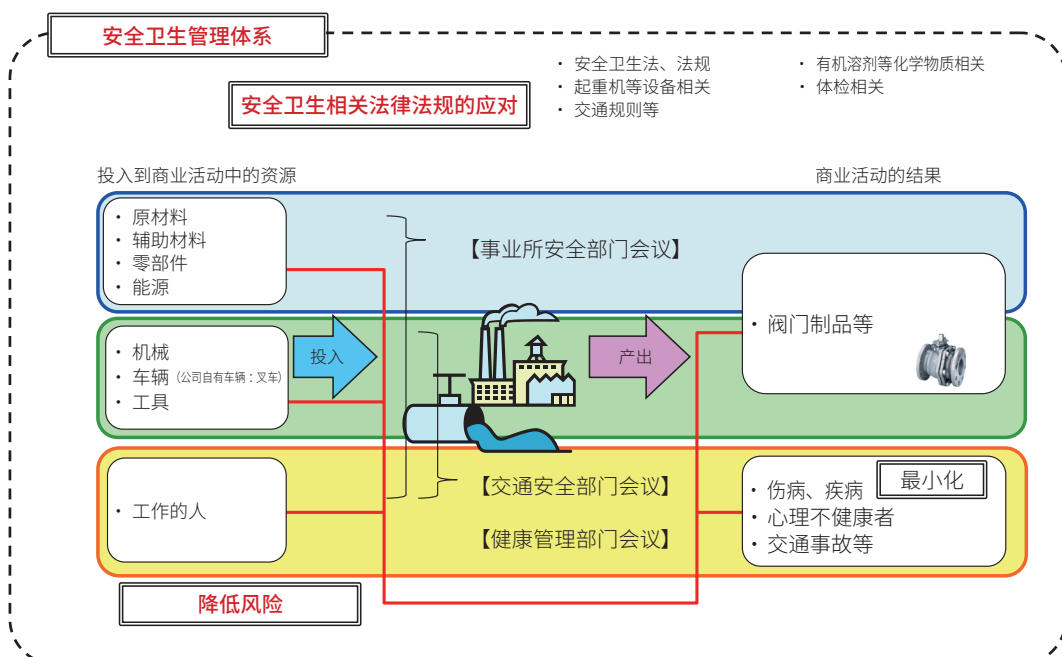 安全卫生管理体系
安全卫生相关法律法规的应对
・ 安全卫生法、法规
・ 起重机等设备相关
・ 交通规则等
・ 有机溶剂等化学物质相关
・ 体检相关
投入到商业活动中的资源
商业活动的结果
・ 原材料
・ 辅助材料
・ 零部件
・ 能源
【事业所安全部门会议】
・ 机械
・ 车辆（公司自有车辆：叉车）
・ 工具
投入
产出
・ 阀门制品等
・ 工作的人
【交通安全部门会议】
【健康管理部门会议】
最小化
・ 伤病、疾病
・ 心理不健康者
・ 交通事故等
降低风险